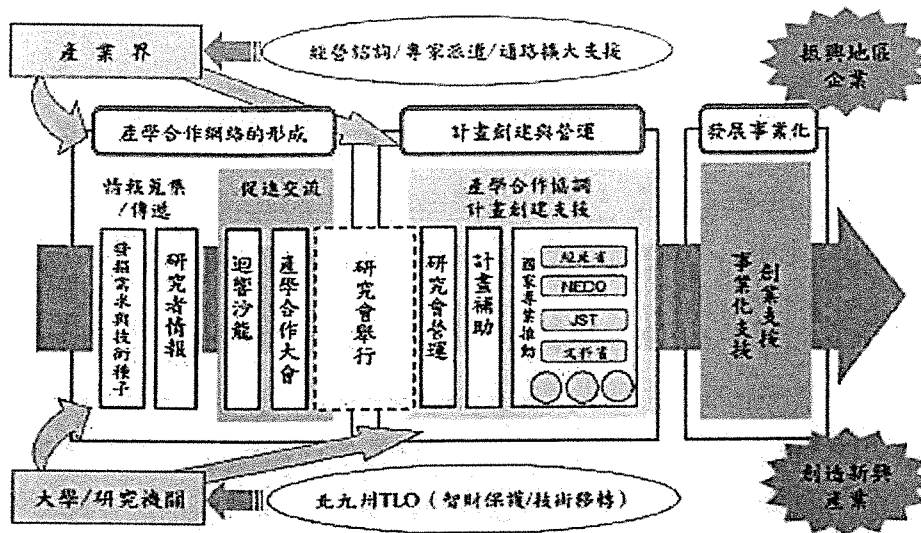 產業界
經營諮詢/專家派遣/通路擴大支援
振興地區
企業
產學合作網絡的形成
計畫創建與營運
發展事業化
情報蒐集
/傳遞
促進交流
產學合作協調
計畫創建支援
發掘需求與技術種子
研究者情報
迴響沙龍
產學合作大會
研究會舉行
研究會營運
計畫補助
國家專業推動
經產省
NEDO
JST
文科省
創業支援
事業化支援
大學/研究機關
北九州TLO（智財保護/技術移轉）
創造新興
產業